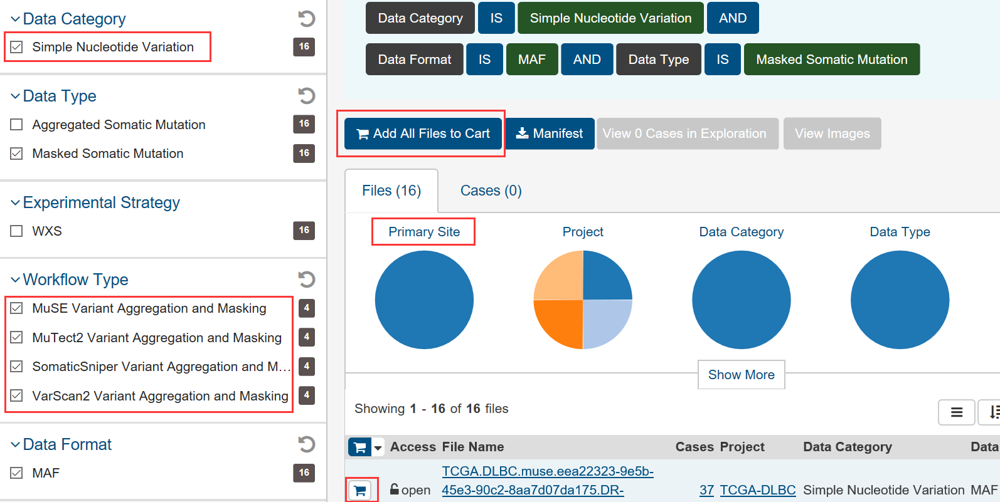 Data Category
Simple Nucleotide Variation 16
Data Type
Aggregated Somatic Mutation 16
Masked Somatic Mutation 16
Experimental Strategy
WXS 16
Workflow Type
MuSE Variant Aggregation and Masking 4
MuTect2 Variant Aggregation and Masking 4
SomaticSniper Variant Aggregation and M... 4
VarScan2 Variant Aggregation and Masking 4
Data Format
MAF 16
Data Category IS Simple Nucleotide Variation AND
Data Format IS MAF AND Data Type IS Masked Somatic Mutation
Add All Files to Cart Manifest View 0 Cases in Exploration View Images
Files (16) Cases (0)
Primary Site Project Data Category Data Type
Show More
Showing 1 - 16 of 16 files
Access File Name Cases Project Data Category Data
TCGA.DLBC.muse.eea22323-9e5b-
open 45e3-90c2-8aa7d07da175.DR- 37 TCGA-DLBC Simple Nucleotide Variation MAF